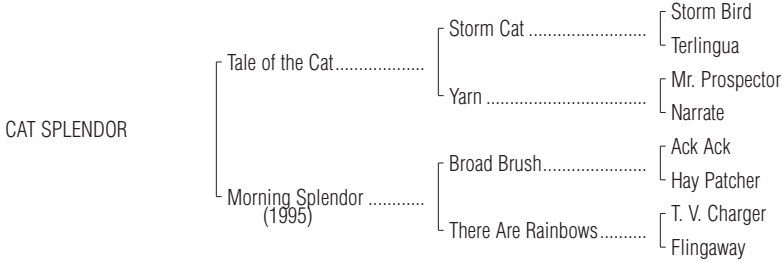 Storm Bird
Storm Cat ..........................
Terlingua
Tale of the Cat....................
Mr. Prospector
Yarn ...................................
Narrate
CAT SPLENDOR
Ack Ack
Broad Brush.......................
Hay Patcher
Morning Splendor ............
(1995)
T. V. Charger
There Are Rainbows..........
Flingaway